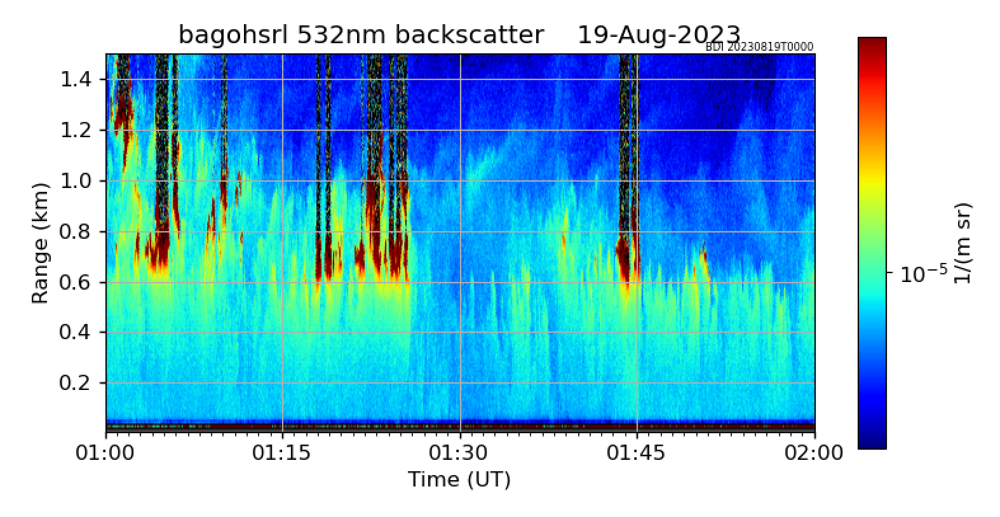 bagohsrl 532nm backscatter 19-Aug-2023
BDI 20230819T0000
1.4
1.2
1.0
0.8
0.6
0.4
0.2
Range (km)
01:00 01:15 01:30 01:45 02:00
Time (UT)
10⁻⁵
1/(m sr)